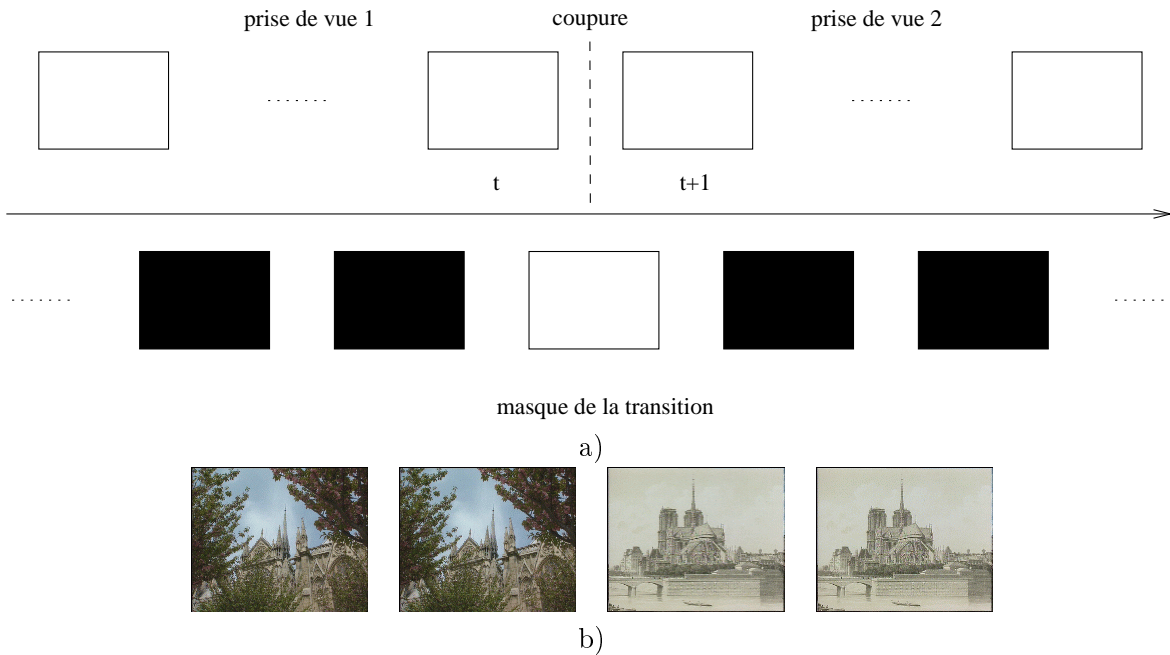 prise de vue 1 coupure prise de vue 2
t t+1
masque de la transition
a)
b)